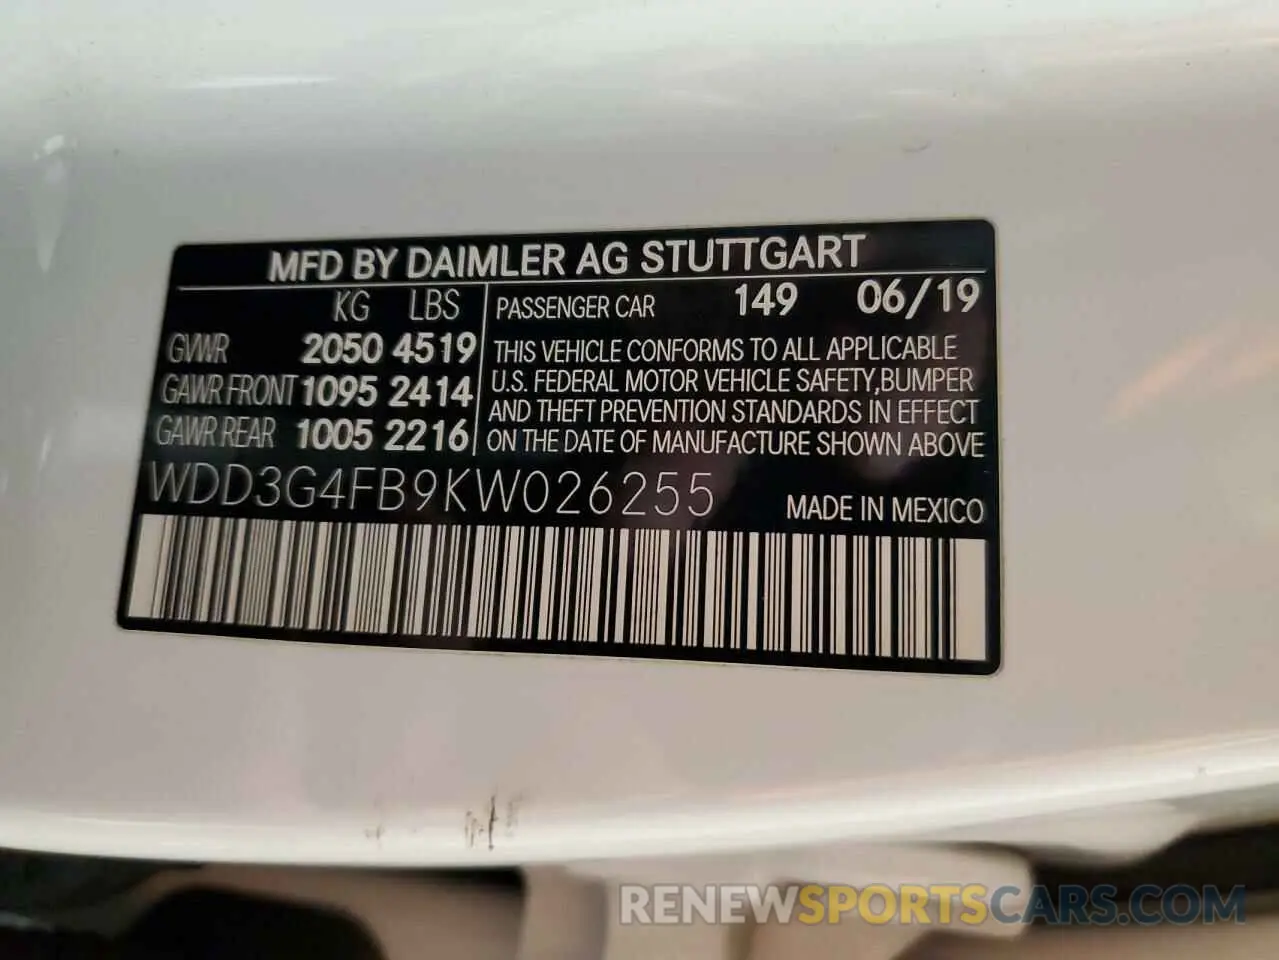 MFD BY DAIMLER AG STUTTGART
KG LBS
GVWR 2050 4519
GAWR FRONT 1095 2414
GAWR REAR 1005 2216
PASSENGER CAR 149 06/19
THIS VEHICLE CONFORMS TO ALL APPLICABLE
U.S. FEDERAL MOTOR VEHICLE SAFETY,BUMPER
AND THEFT PREVENTION STANDARDS IN EFFECT
ON THE DATE OF MANUFACTURE SHOWN ABOVE
WDD3G4FB9KW026255
MADE IN MEXICO
RENEWSPORTSCARS.COM